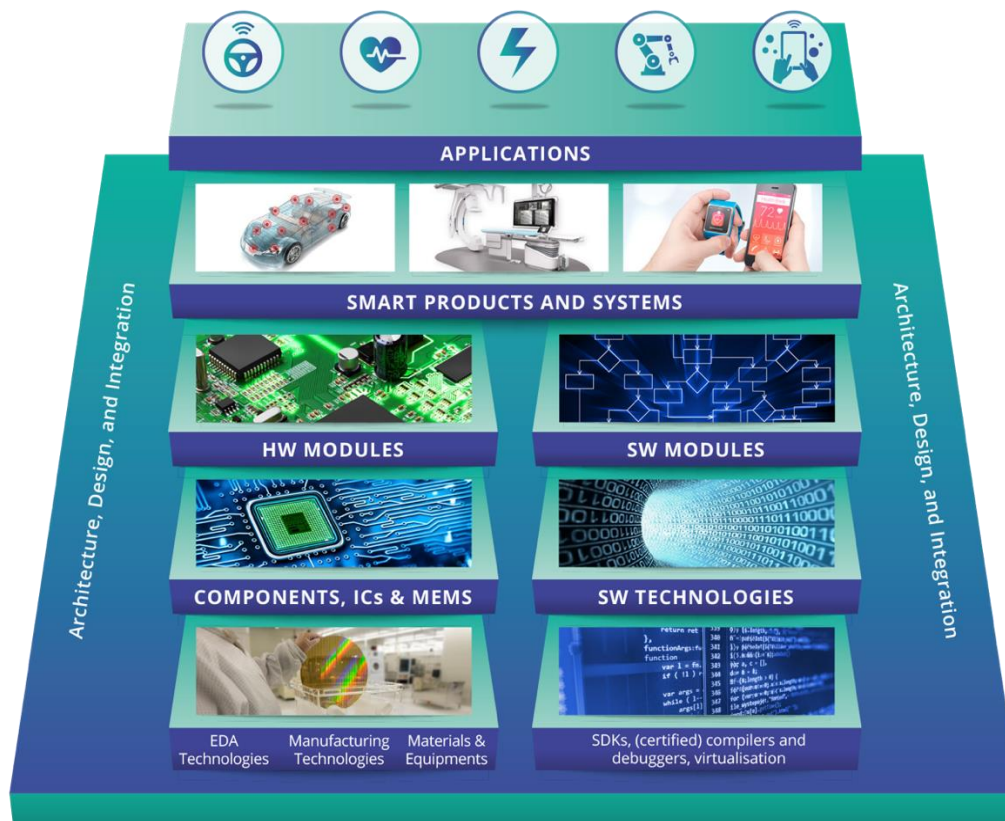 APPLICATIONS
SMART PRODUCTS AND SYSTEMS
Architecture, Design, and Integration
Architecture, Design, and Integration
HW MODULES
SW MODULES
COMPONENTS, ICs & MEMS
SW TECHNOLOGIES
EDA
Technologies
Manufacturing
Technologies
Materials &
Equipments
SDKs, (certified) compilers and
debuggers, virtualisation